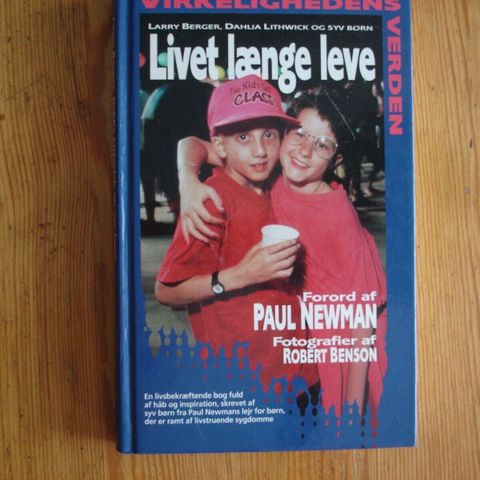 VIRKELIGHEDENS
VERDEN
LARRY BERGER, DAHLIA LITHWICK OG SYV BØRN
Livet længe leve
The Kid's Got
CLASS
Forord af
PAUL NEWMAN
Fotografier af
ROBERT BENSON
En livsbekræftende bog fuld
af håb og inspiration, skrevet af
syv børn fra Paul Newmans lejr for børn,
der er ramt af livstruende sygdomme